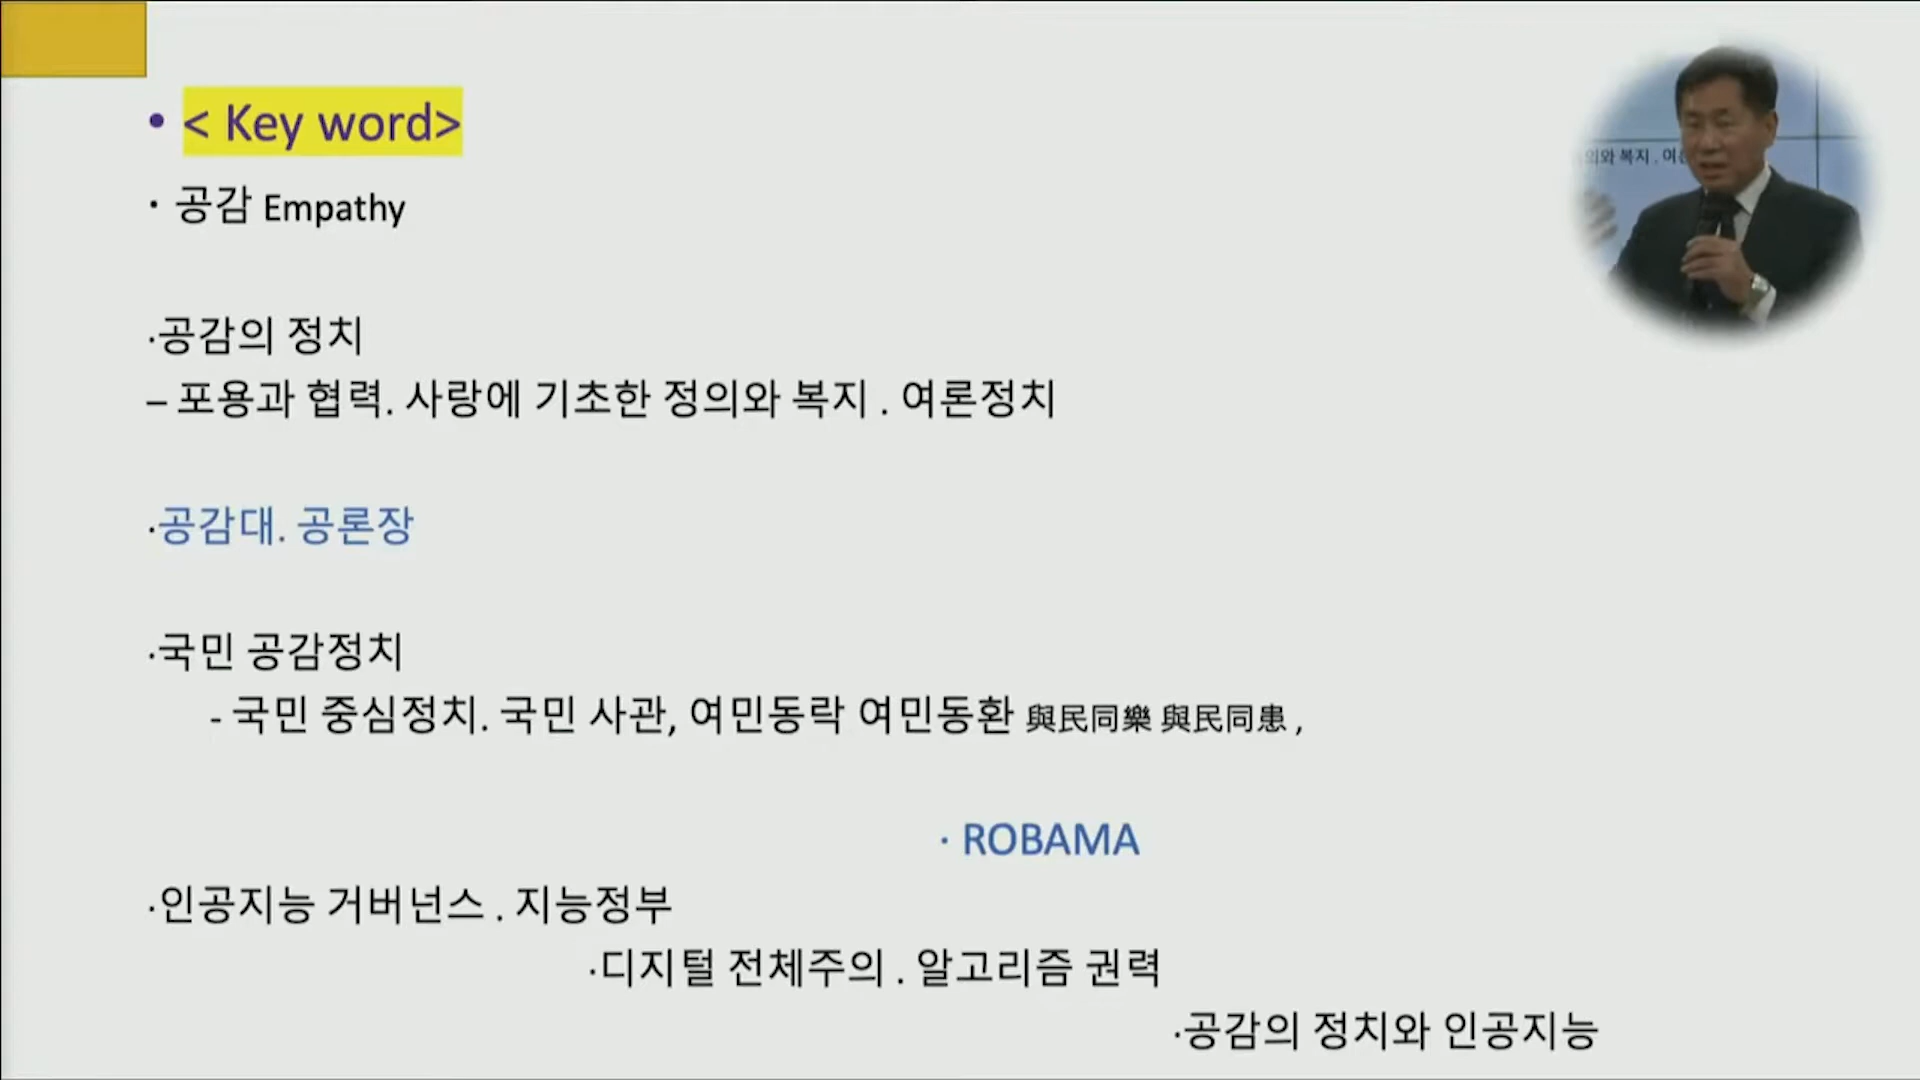 • < Key word>
· 공감 Empathy
·공감의 정치
– 포용과 협력. 사랑에 기초한 정의와 복지 . 여론정치
·공감대. 공론장
·국민 공감정치
- 국민 중심정치. 국민 사관, 여민동락 여민동환 與民同樂 與民同患 ,
· ROBAMA
·인공지능 거버넌스 . 지능정부
·디지털 전체주의 . 알고리즘 권력
·공감의 정치와 인공지능
의와 복지 . 여